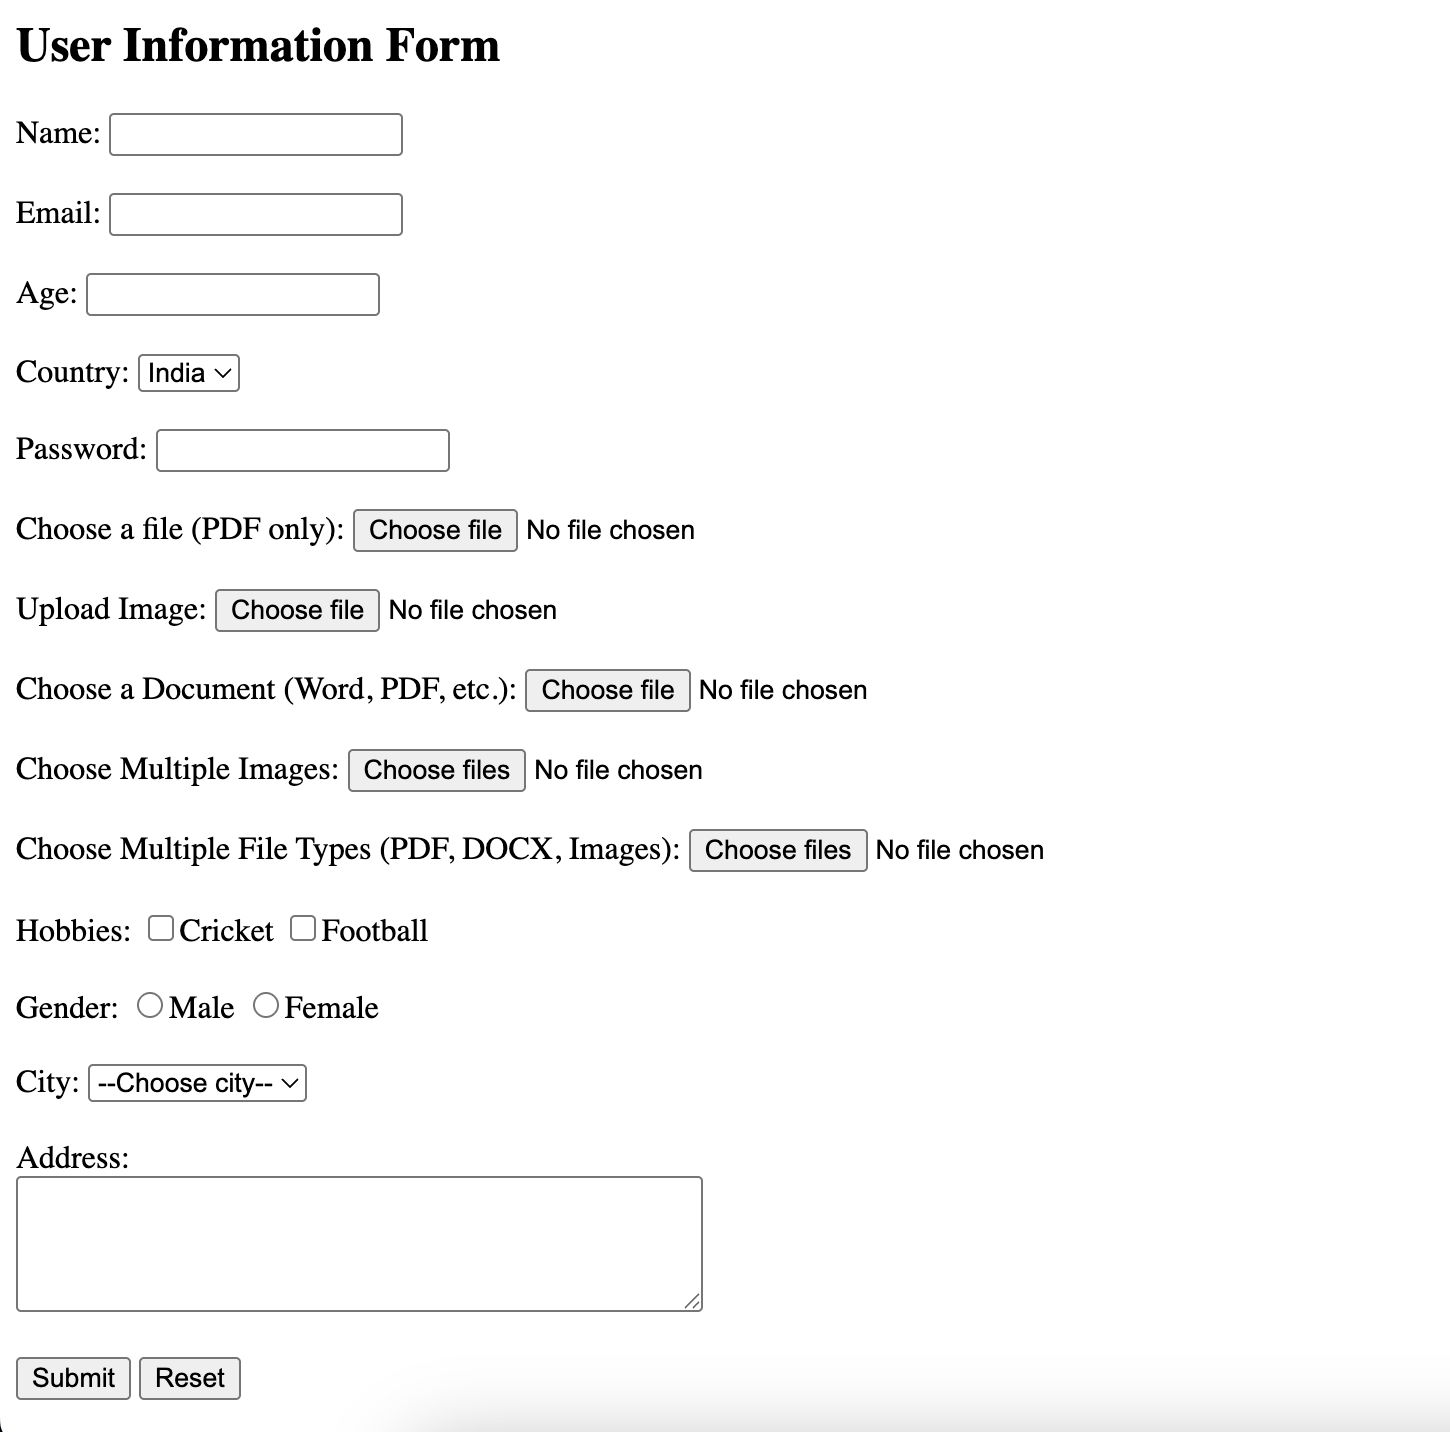 User Information Form
Name:
Email:
Age:
Country: India
Password:
Choose a file (PDF only): Choose file No file chosen
Upload Image: Choose file No file chosen
Choose a Document (Word, PDF, etc.): Choose file No file chosen
Choose Multiple Images: Choose files No file chosen
Choose Multiple File Types (PDF, DOCX, Images): Choose files No file chosen
Hobbies: Cricket Football
Gender: Male Female
City: --Choose city--
Address:
Submit Reset